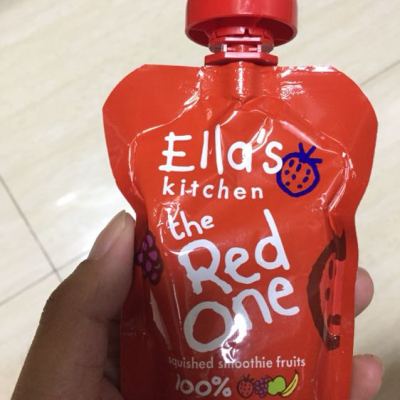 Ella's
kitchen
the
Red
One
squished smoothie fruits
100%